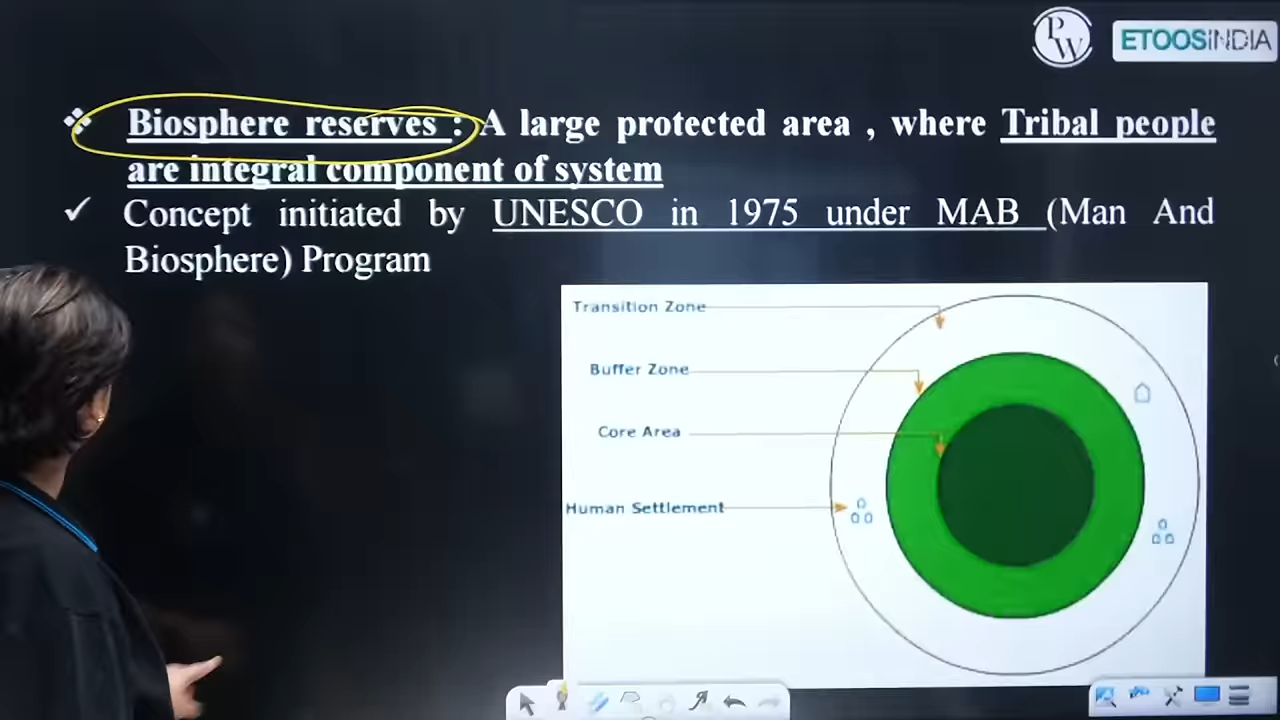 PW
ETOOSINDIA
Biosphere reserves : A large protected area , where Tribal people
are integral component of system
Concept initiated by UNESCO in 1975 under MAB (Man And
Biosphere) Program
Transition Zone
Buffer Zone
Core Area
Human Settlement